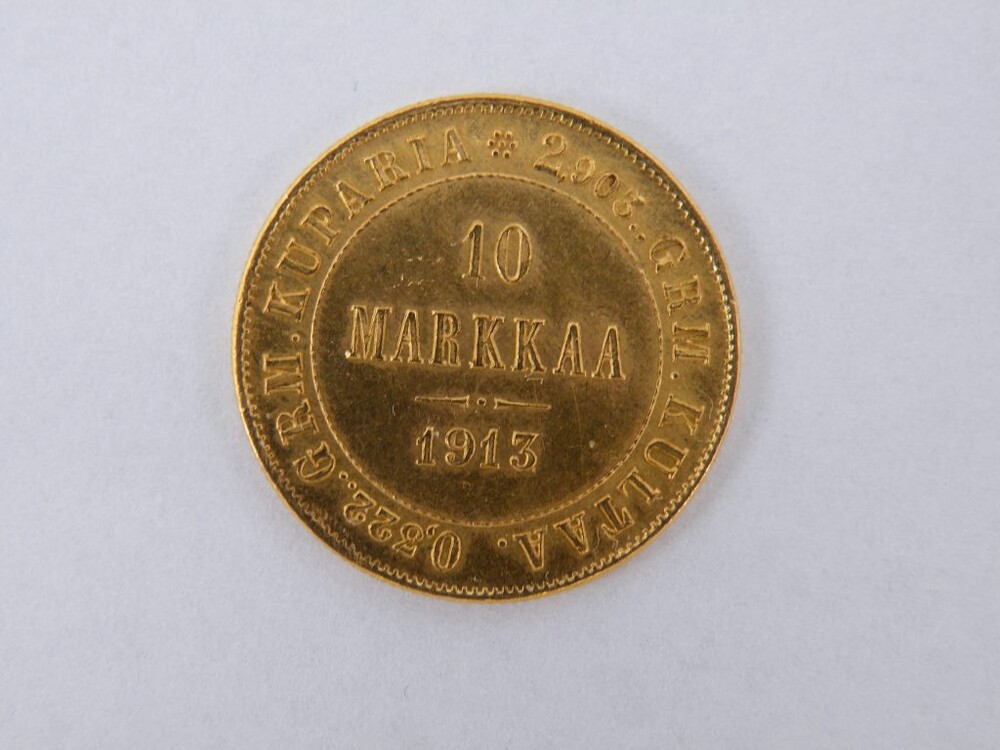 10
MARKKAA
1913
* 2,903.. GRM. KULTAA. 0,322.. GRM. KUPARIA